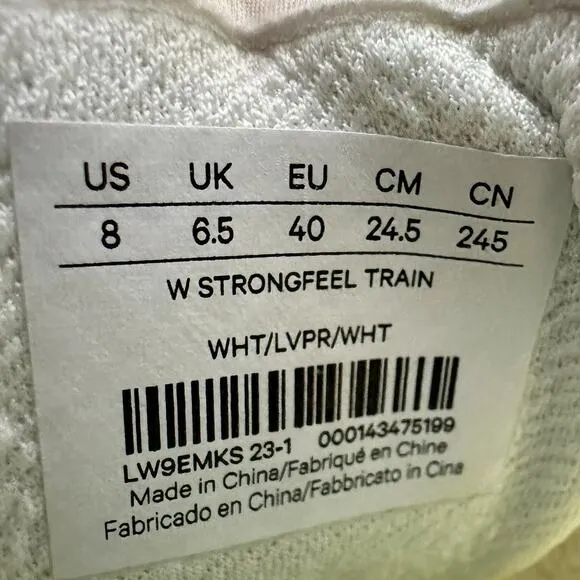 US UK EU CM CN
8 6.5 40 24.5 245
W STRONGFEEL TRAIN
WHT/LVPR/WHT
LW9EMKS 23-1 000143475199
Made in China/Fabriqué en Chine
Fabricado en China/Fabbricato in Cina